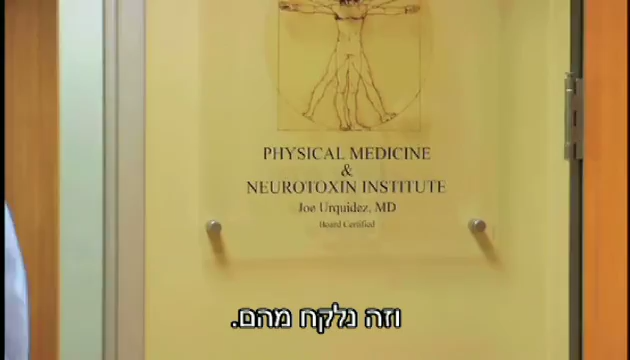 PHYSICAL MEDICINE
&
NEUROTOXIN INSTITUTE
Joe Urquidez, MD
Board Certified
וזה נלקח מהם.